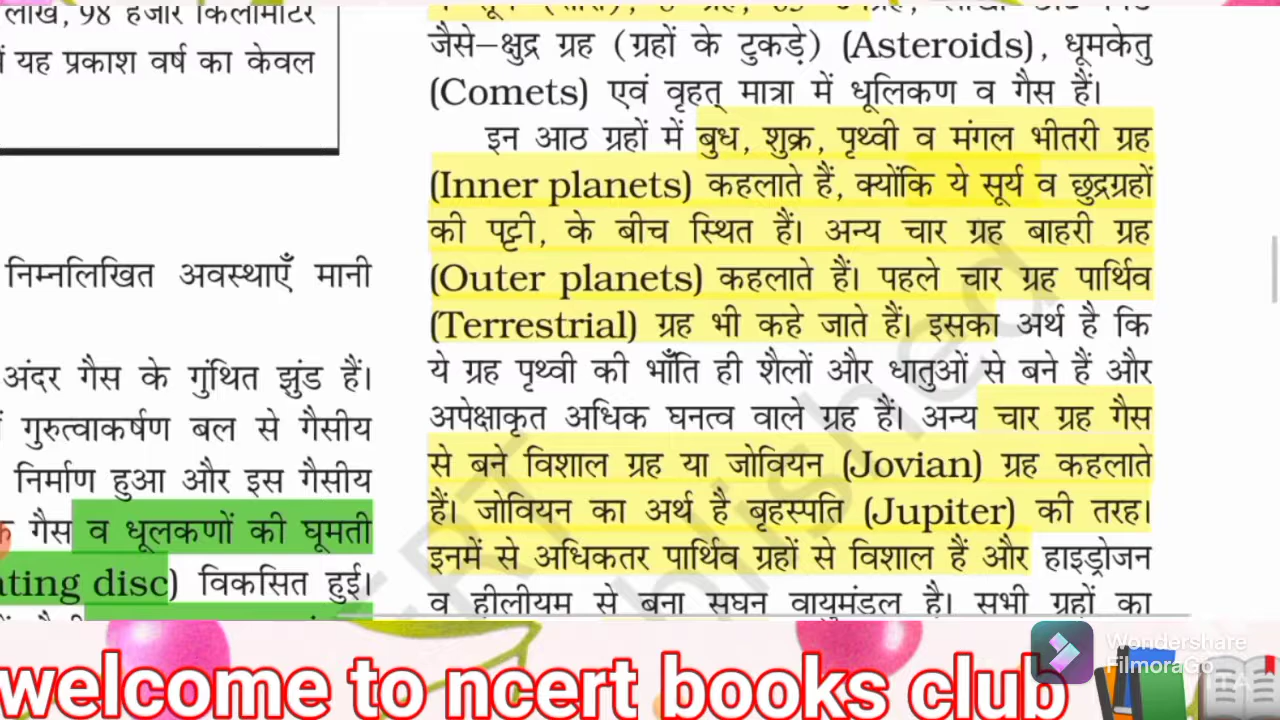 लाख, 98 हजार किलोमीटर
यह प्रकाश वर्ष का केवल
निम्नलिखित अवस्थाएँ मानी
अंदर गैस के गुंथित झुंड हैं।
गुरुत्वाकर्षण बल से गैसीय
निर्माण हुआ और इस गैसीय
गैस व धूलकणों की घूमती
ating disc) विकसित हुई।
जैसे–क्षुद्र ग्रह (ग्रहों के टुकड़े) (Asteroids), धूमकेतु
(Comets) एवं वृहत् मात्रा में धूलिकण व गैस हैं।
इन आठ ग्रहों में बुध, शुक्र, पृथ्वी व मंगल भीतरी ग्रह
(Inner planets) कहलाते हैं, क्योंकि ये सूर्य व छुद्रग्रहों
की पट्टी, के बीच स्थित हैं। अन्य चार ग्रह बाहरी ग्रह
(Outer planets) कहलाते हैं। पहले चार ग्रह पार्थिव
(Terrestrial) ग्रह भी कहे जाते हैं। इसका अर्थ है कि
ये ग्रह पृथ्वी की भाँति ही शैलों और धातुओं से बने हैं और
अपेक्षाकृत अधिक घनत्व वाले ग्रह हैं। अन्य चार ग्रह गैस
से बने विशाल ग्रह या जोवियन (Jovian) ग्रह कहलाते
हैं। जोवियन का अर्थ है बृहस्पति (Jupiter) की तरह।
इनमें से अधिकतर पार्थिव ग्रहों से विशाल हैं और हाइड्रोजन
व हीलीयम से बना सघन वायुमंडल है। सभी ग्रहों का
Wondershare
FilmoraGo
welcome to ncert books club